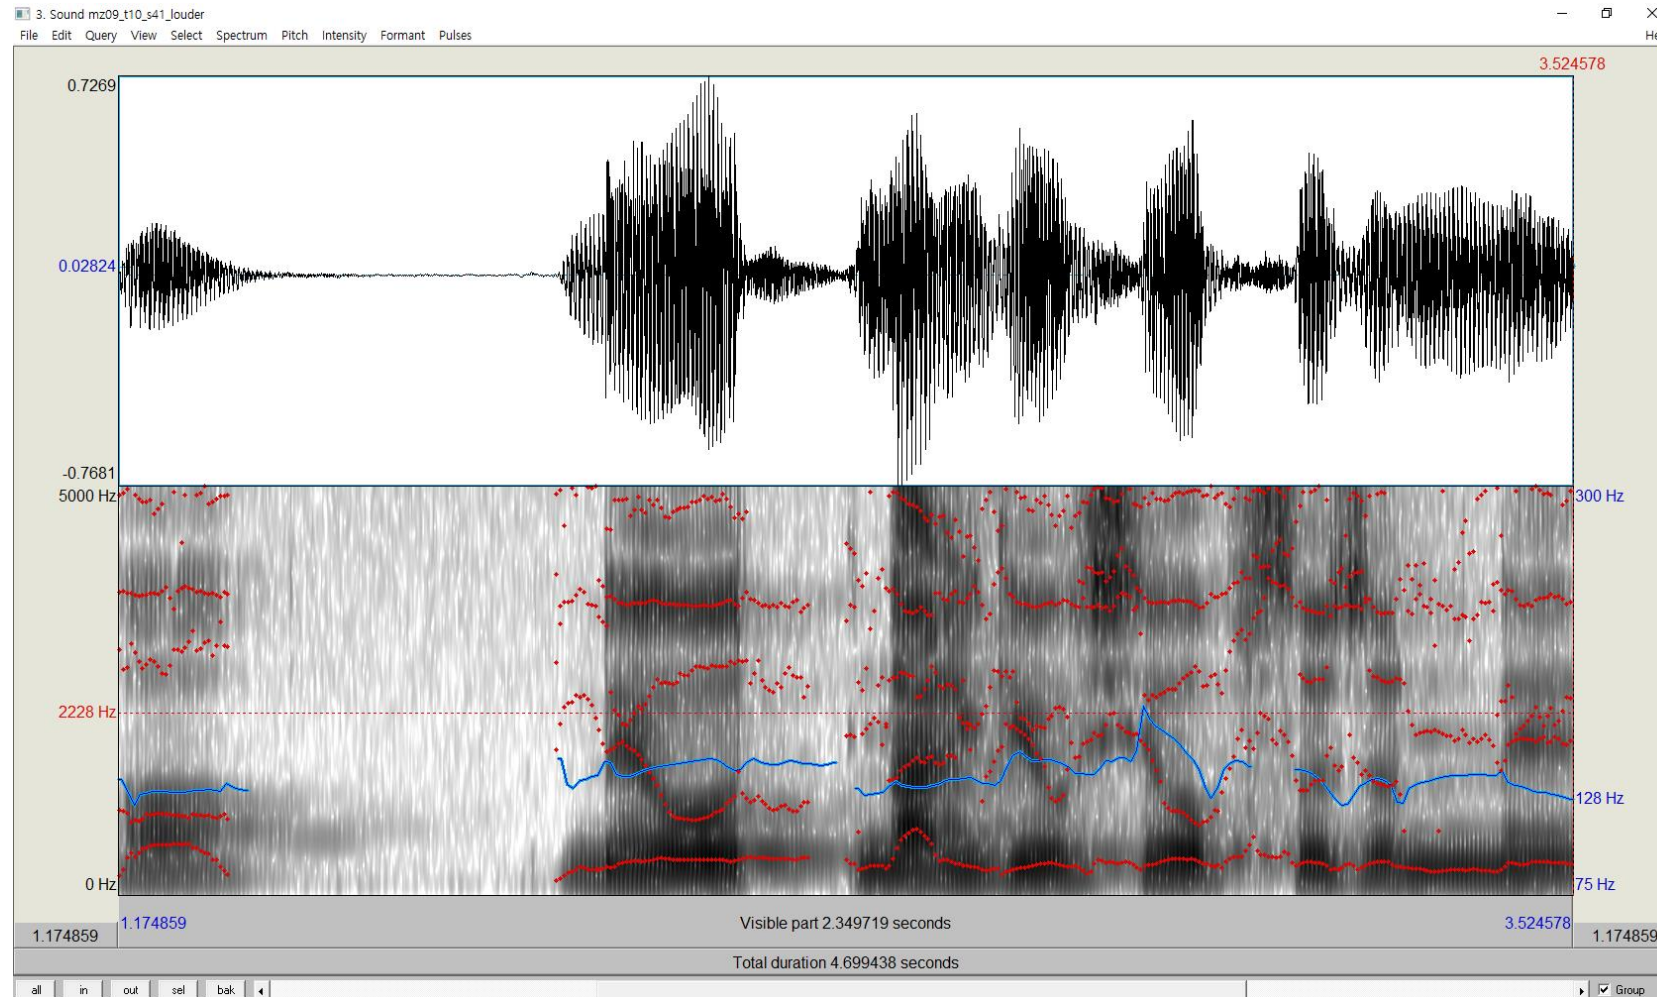 3. Sound mz09_t10_s41_louder
File Edit Query View Select Spectrum Pitch Intensity Formant Pulses He
3.524578
0.7269
0.02824
-0.7681
5000 Hz 300 Hz
2228 Hz
128 Hz
0 Hz 75 Hz
1.174859 Visible part 2.349719 seconds 3.524578
1.174859 1.174859
Total duration 4.699438 seconds
all in out sel bak Group